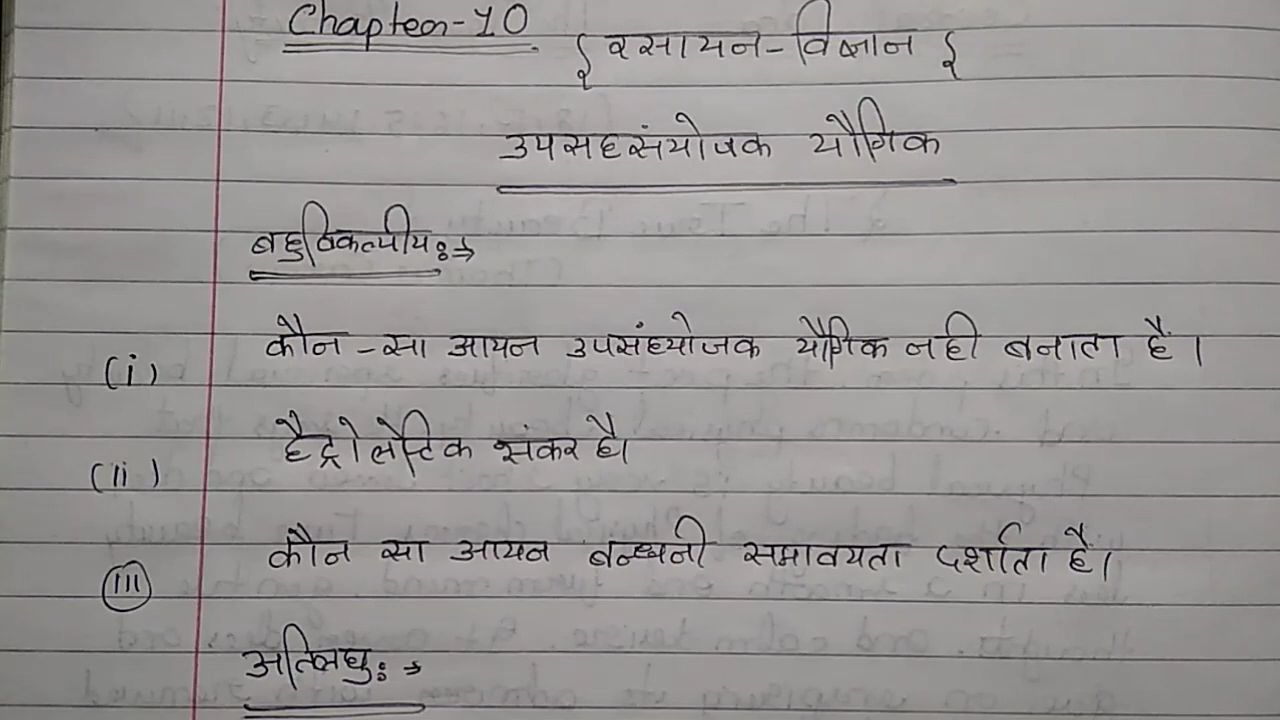 Chapter-10
{ रसायन-विज्ञान }
उपसहसंयोजक यौगिक
बहुविकल्पीय:→
(i) कौन-सा आयन उपसंहयोजक यौगिक नही बनाता है।
(ii) हैट्रोलैप्टिक संकर है।
(iii) कौन सा आयन बन्धनी समावयता दर्शाता है।
अतिलघु:→